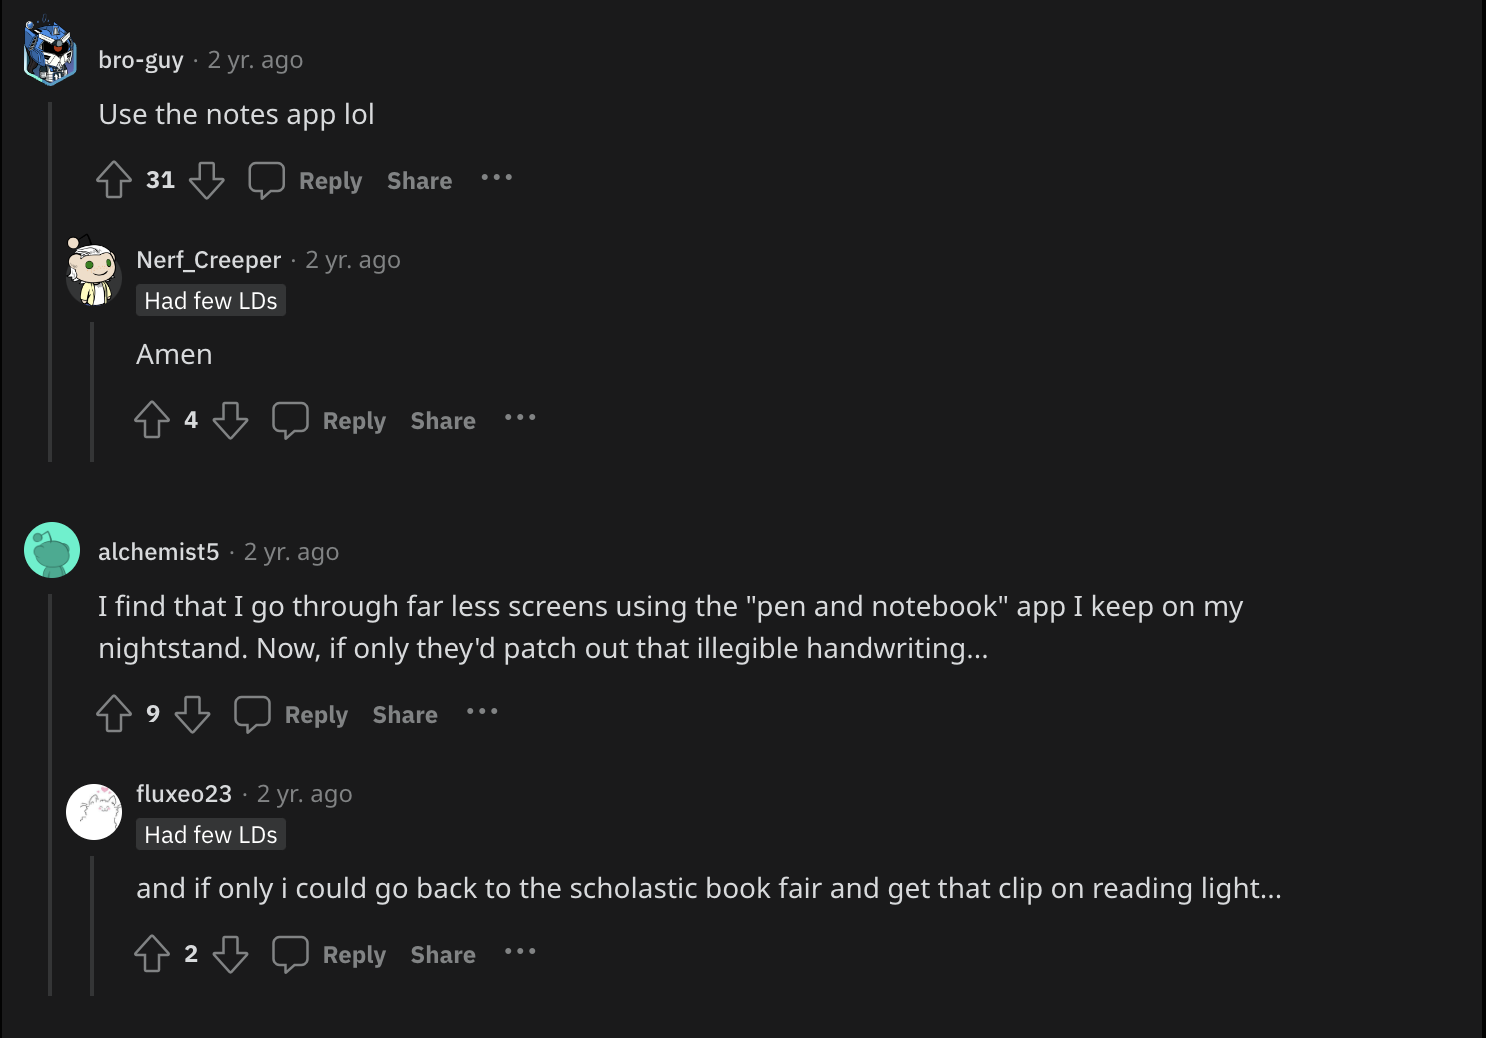 bro-guy · 2 yr. ago
Use the notes app lol
31 Reply Share ···
Nerf_Creeper · 2 yr. ago
Had few LDs
Amen
4 Reply Share ···
alchemist5 · 2 yr. ago
I find that I go through far less screens using the "pen and notebook" app I keep on my
nightstand. Now, if only they'd patch out that illegible handwriting...
9 Reply Share ···
fluxeo23 · 2 yr. ago
Had few LDs
and if only i could go back to the scholastic book fair and get that clip on reading light...
2 Reply Share ···